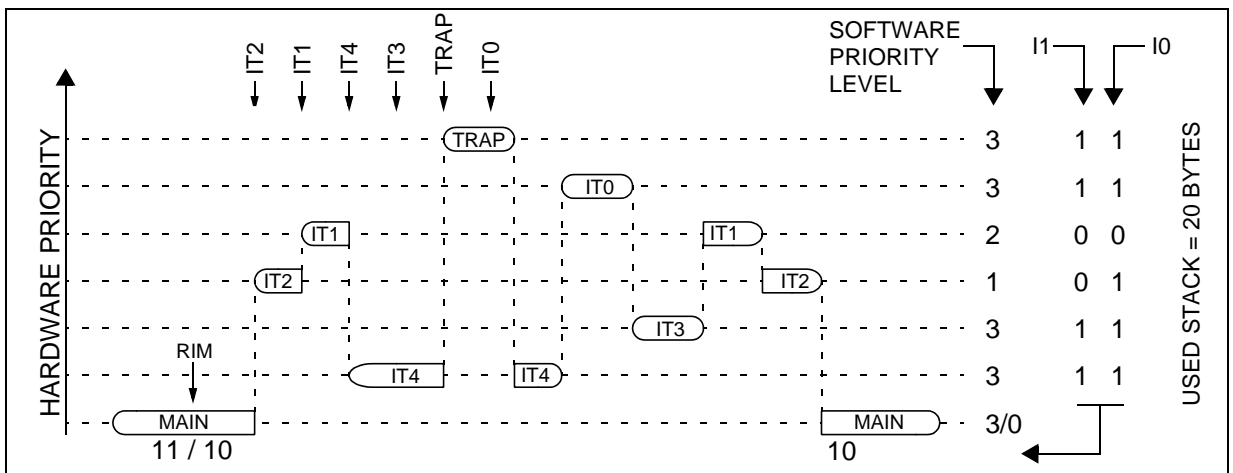 SOFTWARE
PRIORITY
LEVEL
I1
I0
IT2
IT1
IT4
IT3
TRAP
IT0
HARDWARE PRIORITY
USED STACK = 20 BYTES
TRAP
3
1 1
IT0
3
1 1
IT1
IT1
2
0 0
IT2
IT2
1
0 1
IT3
3
1 1
RIM
IT4
IT4
3
1 1
MAIN
MAIN
3/0
11 / 10
10